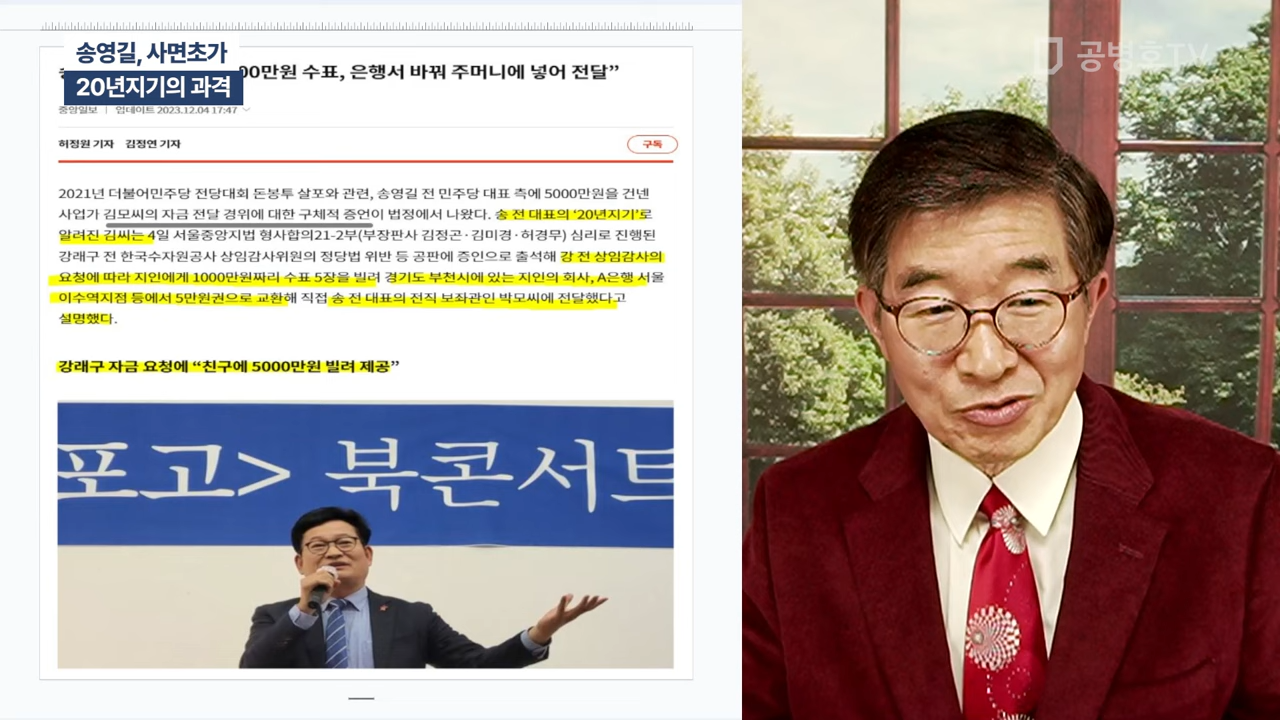 송영길, 사면초가
20년지기의 과격
00만원 수표, 은행서 바꿔 주머니에 넣어 전달”
중앙일보 | 업데이트 2023.12.04 17:47
허정원 기자 김정연 기자
구독
2021년 더불어민주당 전당대회 돈봉투 살포와 관련, 송영길 전 민주당 대표 측에 5000만원을 건넨
사업가 김모씨의 자금 전달 경위에 대한 구체적 증언이 법정에서 나왔다. 송 전 대표의 ‘20년지기’로
알려진 김씨는 4일 서울중앙지법 형사합의21-2부(부장판사 김정곤·김미경·허경무) 심리로 진행된
강래구 전 한국수자원공사 상임감사위원의 정당법 위반 등 공판에 증인으로 출석해 강 전 상임감사의
요청에 따라 지인에게 1000만원짜리 수표 5장을 빌려 경기도 부천시에 있는 지인의 회사, A은행 서울
이수역지점 등에서 5만원권으로 교환해 직접 송 전 대표의 전직 보좌관인 박모씨에 전달했다고
설명했다.
강래구 자금 요청에 “친구에 5000만원 빌려 제공”
포고> 북콘서트
공병호TV